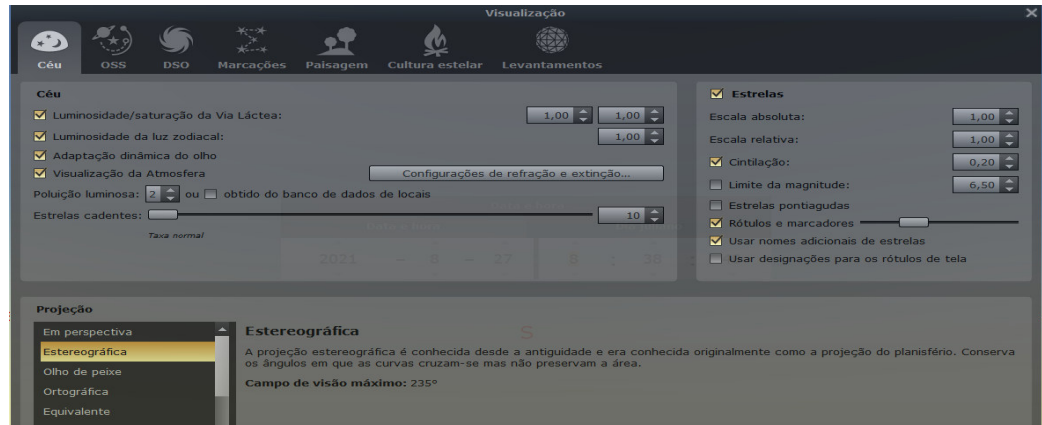 Visualização
Céu OSS DSO Marcações Paisagem Cultura estelar Levantamentos
Céu
Luminosidade/saturação da Via Láctea: 1,00 1,00
Luminosidade da luz zodiacal: 1,00
Adaptação dinâmica do olho
Visualização da Atmosfera Configurações de refração e extinção...
Poluição luminosa: 2 ou obtido do banco de dados de locais
Estrelas cadentes: 10
Taxa normal
2021 - 8 - 27 8 : 38 :
Estrelas
Escala absoluta: 1,00
Escala relativa: 1,00
Cintilação: 0,20
Limite da magnitude: 6,50
Estrelas pontiagudas
Rótulos e marcadores
Usar nomes adicionais de estrelas
Usar designações para os rótulos de tela
Projeção
Em perspectiva
Estereográfica
Olho de peixe
Ortográfica
Equivalente
Estereográfica
S
A projeção estereográfica é conhecida desde a antiguidade e era conhecida originalmente como a projeção do planisfério. Conserva
os ângulos em que as curvas cruzam-se mas não preservam a área.
Campo de visão máximo: 235°